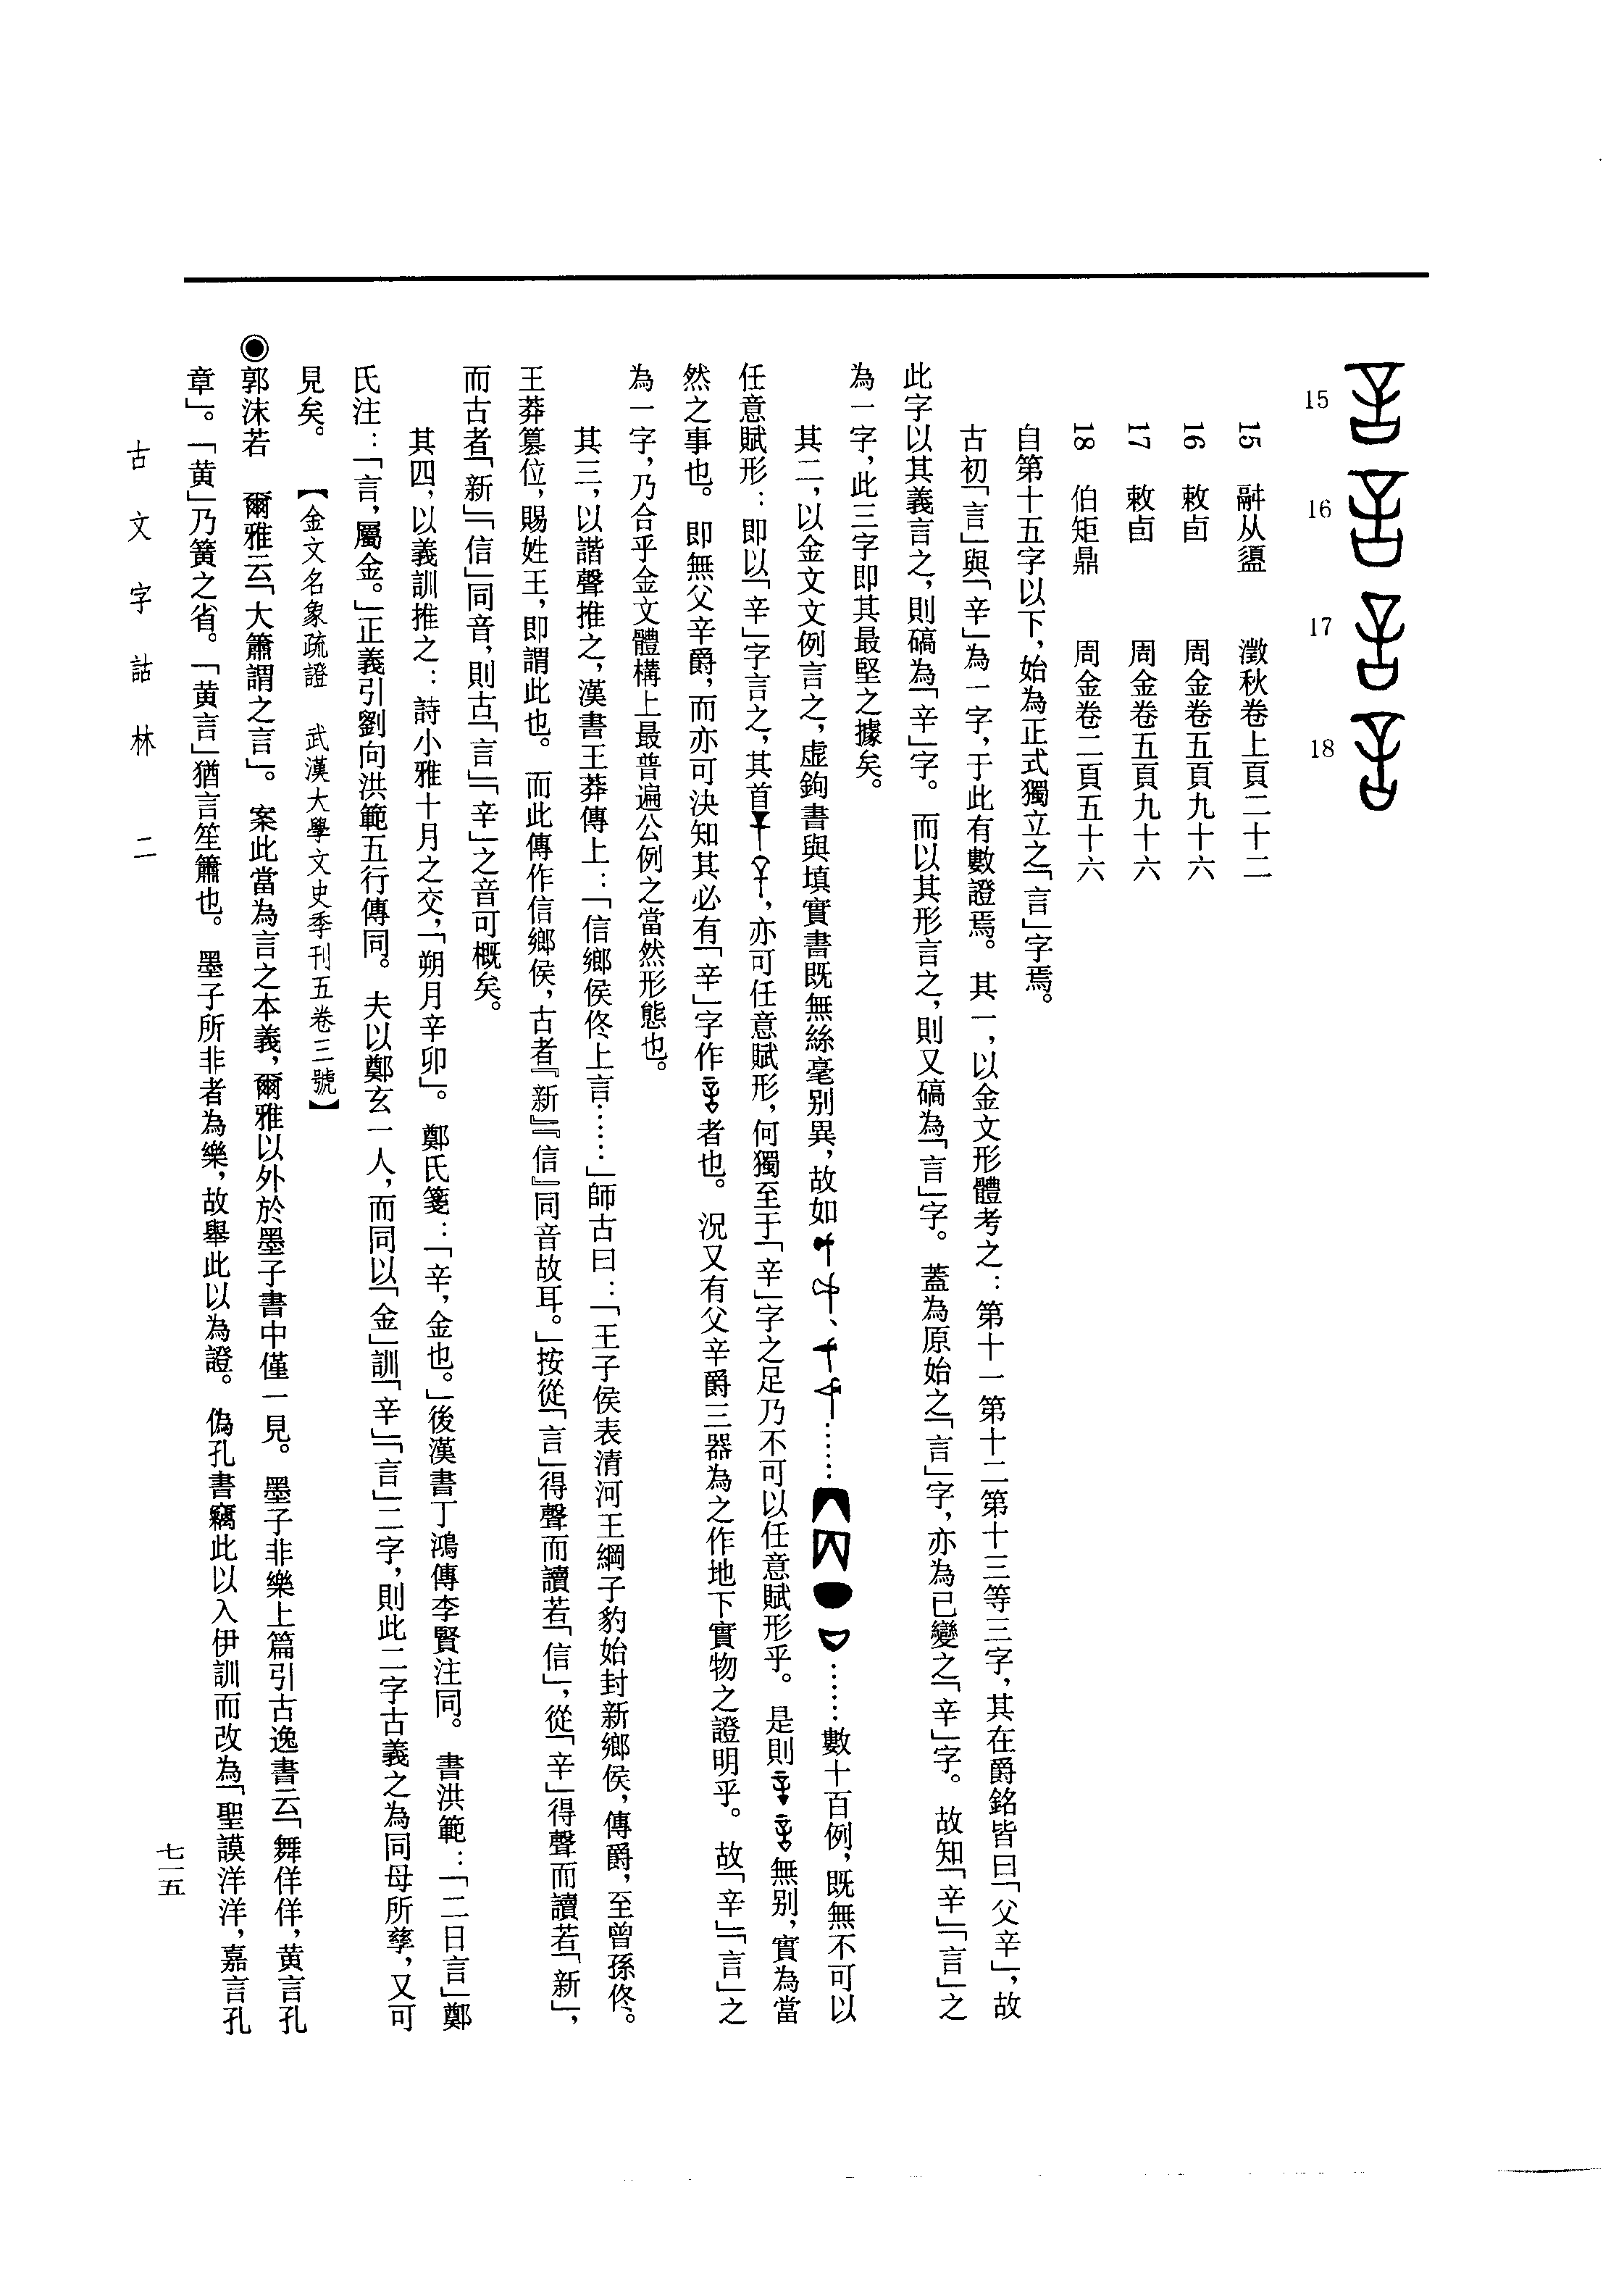 15
16
17
18
15 融从盨 澂秋卷上頁二十二
16 敕卣 周金卷五頁九十六
17 敕卣 周金卷五頁九十六
18 伯矩鼎 周金卷二頁五十六
自第十五字以下，始為正式獨立之「言」字焉。
古初「言」與「辛」為一字，于此有數證焉。其一，以金文形體考之：第十一第十二第十三等三字，其在爵銘皆曰「父辛」，故
此字以其義言之，則碻為「辛」字。而以其形言之，則又碻為「言」字。蓋為原始之「言」字，亦為已變之「辛」字。故知「辛」「言」之
為一字，此三字即其最堅之據矣。
其二，以金文文例言之，虛鉤書與填實書既無絲毫別異，故如、…………數十百例，既無不可以
任意賦形：即以「辛」字言之，其首，亦可任意賦形，何獨至于「辛」字之足乃不可以任意賦形乎。是則無別，實為當
然之事也。即無父辛爵，而亦可決知其必有「辛」字作者也。況又有父辛爵三器為之作地下實物之證明乎。故「辛」「言」之
為一字，乃合乎金文體構上最普遍公例之當然形態也。
其三，以諧聲推之，漢書王莽傳上：「信鄉侯佟上言……」師古曰：「王子侯表清河王綱子豹始封新鄉侯，傳爵，至曾孫佟。
王莽篡位，賜姓王，即謂此也。而此傳作信鄉侯，古者『新』『信』同音故耳。」按從「言」得聲而讀若「信」，從「辛」得聲而讀若「新」，
而古者「新」「信」同音，則古「言」「辛」之音可概矣。
其四，以義訓推之：詩小雅十月之交，「朔月辛卯」。鄭氏箋：「辛，金也。」後漢書丁鴻傳李賢注同。書洪範：「二曰言」鄭
氏注：「言，屬金。」正義引劉向洪範五行傳同。夫以鄭玄一人，而同以「金」訓「辛」「言」二字，則此二字古義之為同母所孳，又可
見矣。【金文名象疏證 武漢大學文史季刊五卷三號】
◉郭沫若 爾雅云「大簫謂之言」。案此當為言之本義，爾雅以外於墨子書中僅一見。墨子非樂上篇引古逸書云「舞佯佯，黄言孔
章」。「黄」乃簧之省。「黄言」猶言笙簫也。墨子所非者為樂，故舉此以為證。偽孔書竊此以入伊訓而改為「聖謨洋洋，嘉言孔
古文字詁林 二
七一五